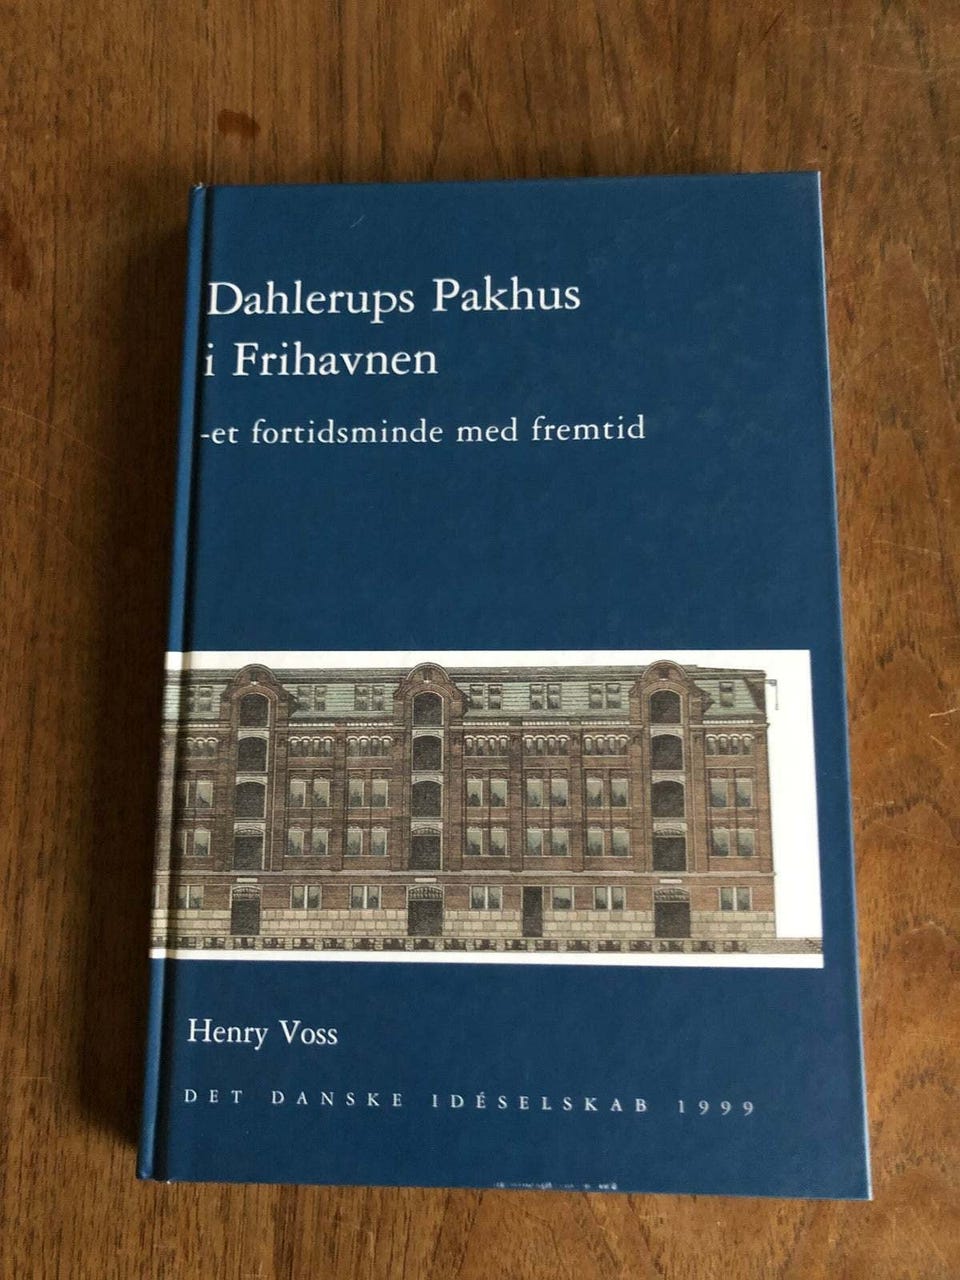 Dahlerups Pakhus
i Frihavnen
-et fortidsminde med fremtid
Henry Voss
DET DANSKE IDÉSELSKAB 1999